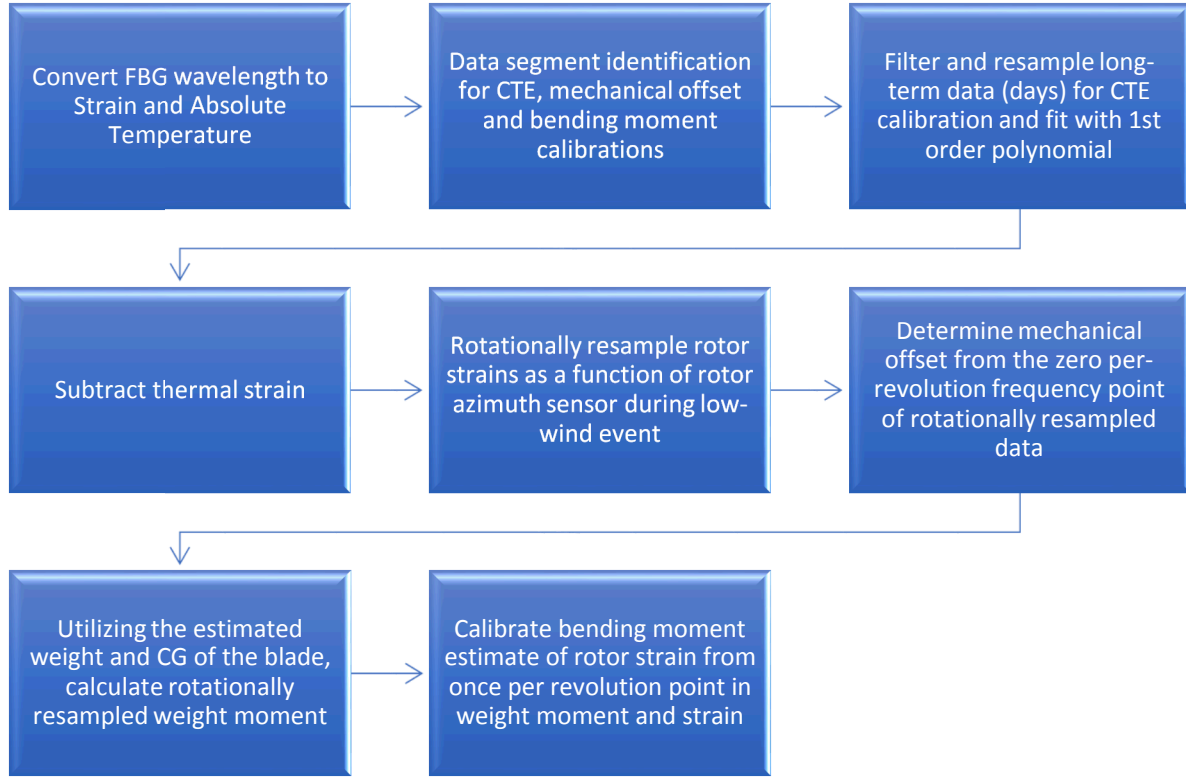 Convert FBG wavelength to
Strain and Absolute
Temperature
Data segment identification
for CTE, mechanical offset
and bending moment
calibrations
Filter and resample long-
term data (days) for CTE
calibration and fit with 1st
order polynomial
Subtract thermal strain
Rotationally resample rotor
strains as a function of rotor
azimuth sensor during low-
wind event
Determine mechanical
offset from the zero per-
revolution frequency point
of rotationally resampled
data
Utilizing the estimated
weight and CG of the blade,
calculate rotationally
resampled weight moment
Calibrate bending moment
estimate of rotor strain from
once per revolution point in
weight moment and strain